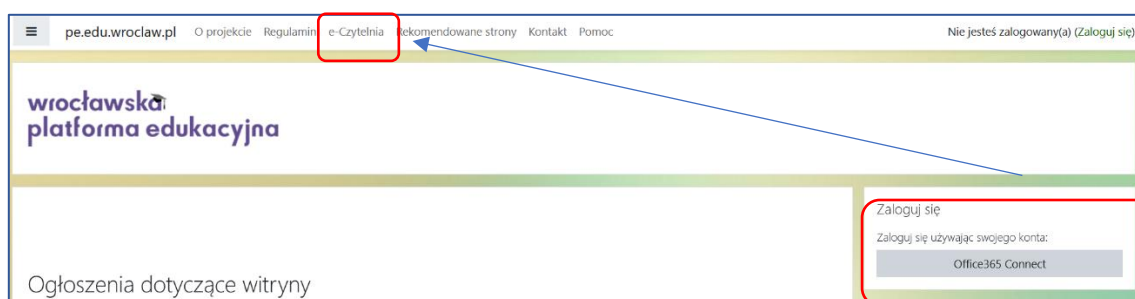 pe.edu.wroclaw.pl O projekcie Regulamin e-Czytelnia Rekomendowane strony Kontakt Pomoc Nie jesteś zalogowany(a) (Zaloguj się)
wrocławska
platforma edukacyjna
Zaloguj się
Zaloguj się używając swojego konta:
Office365 Connect
Ogłoszenia dotyczące witryny